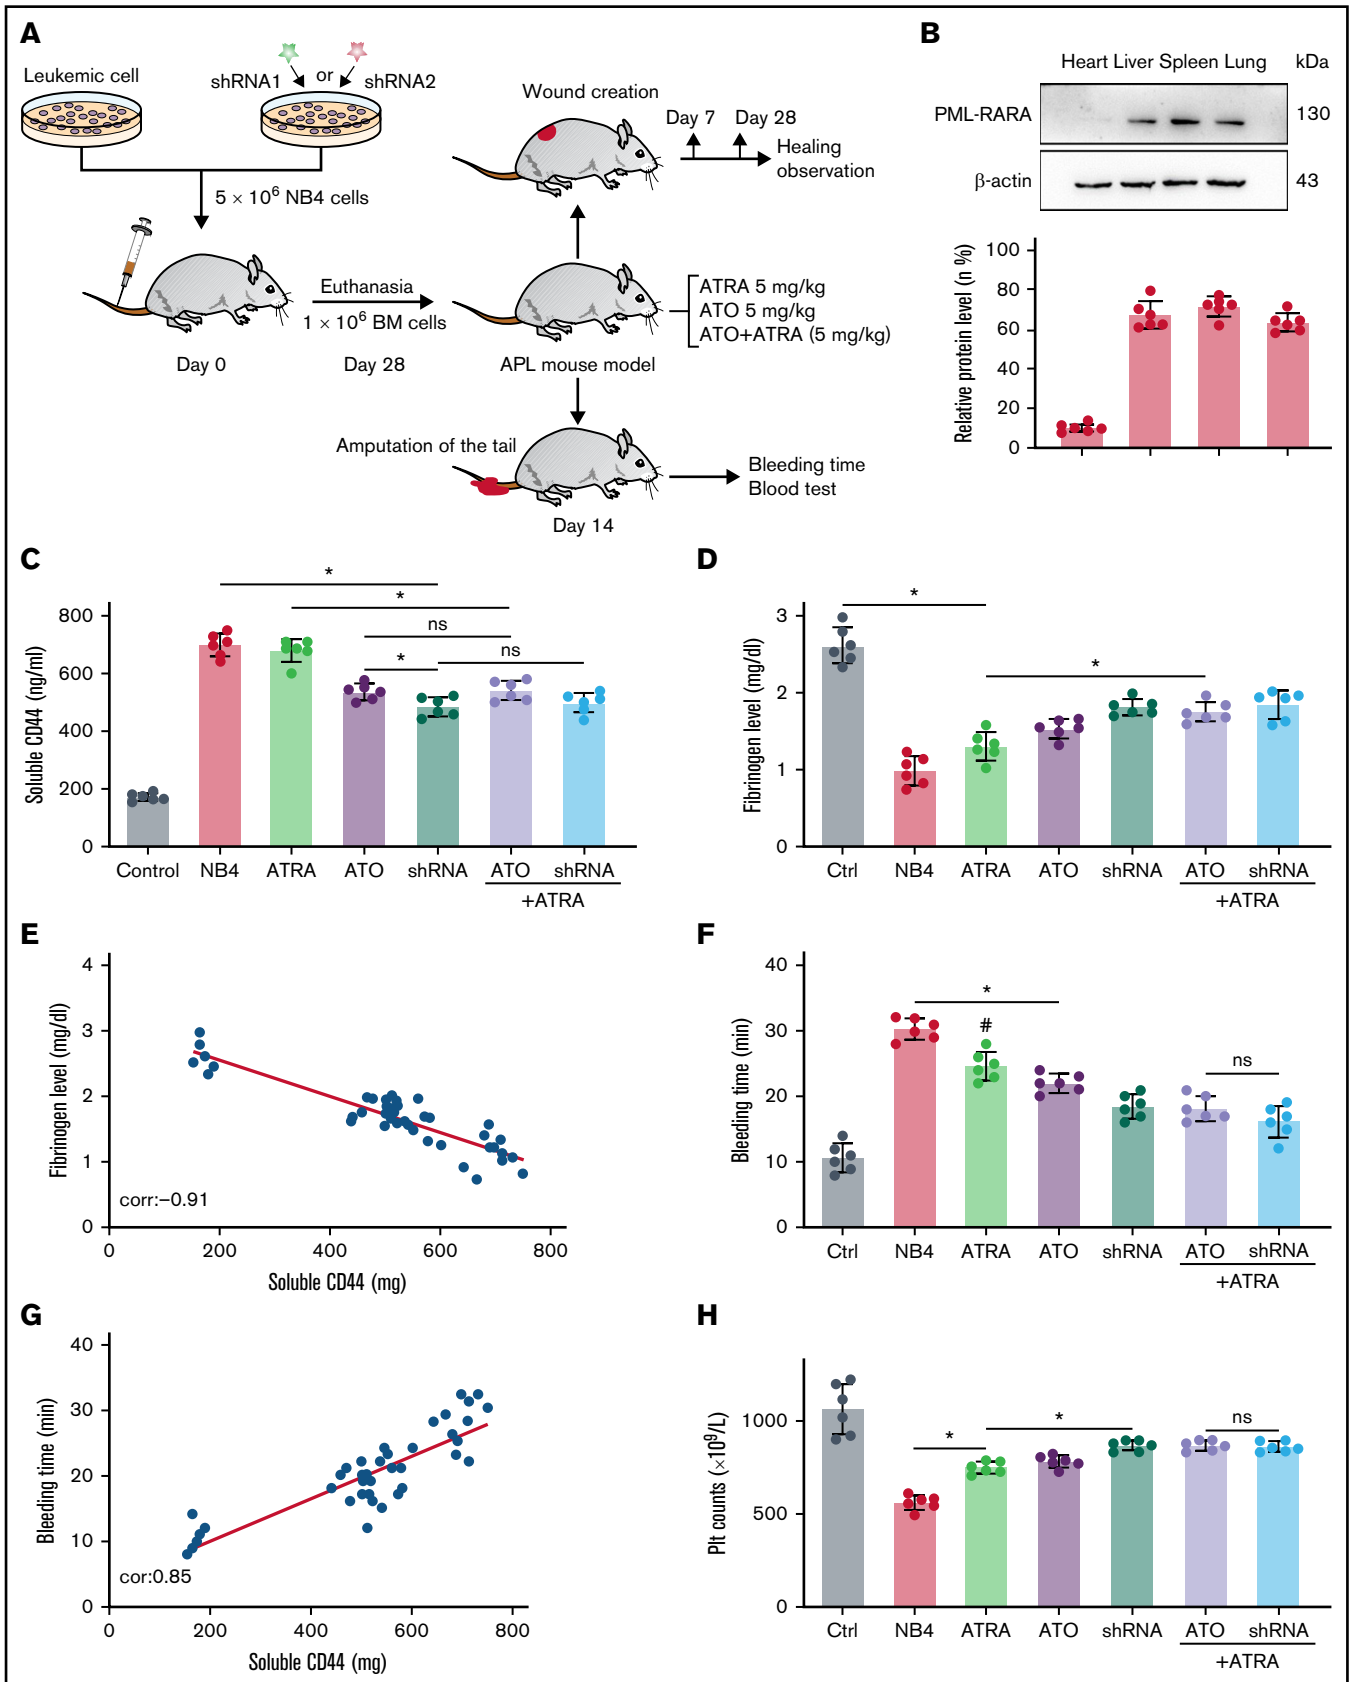 A
Leukemic cell
shRNA1 or shRNA2
5 × 10⁶ NB4 cells
Day 0
Euthanasia
1 × 10⁶ BM cells
Day 28
Wound creation
Day 7 Day 28
Healing
observation
ATRA 5 mg/kg
ATO 5 mg/kg
ATO+ATRA (5 mg/kg)
APL mouse model
Amputation of the tail
Bleeding time
Blood test
Day 14
B
Heart Liver Spleen Lung kDa
PML-RARA 130
β-actin 43
Relative protein level (n %)
100
80
60
40
20
0
C
Soluble CD44 (ng/ml)
800
600
400
200
0
*
*
ns
* ns
Control NB4 ATRA ATO shRNA ATO shRNA
+ATRA
D
Fibrinogen level (mg/dl)
3
2
1
0
*
*
Ctrl NB4 ATRA ATO shRNA ATO shRNA
+ATRA
E
Fibrinogen level (mg/dl)
4
3
2
1
0
corr:−0.91
0 200 400 600 800
Soluble CD44 (mg)
F
Bleeding time (min)
40
30
20
10
0
*
#
ns
Ctrl NB4 ATRA ATO shRNA ATO shRNA
+ATRA
G
Bleeding time (min)
40
30
20
10
0
cor:0.85
0 200 400 600 800
Soluble CD44 (mg)
H
Plt counts (×10⁹/L)
1000
500
0
* * ns
Ctrl NB4 ATRA ATO shRNA ATO shRNA
+ATRA